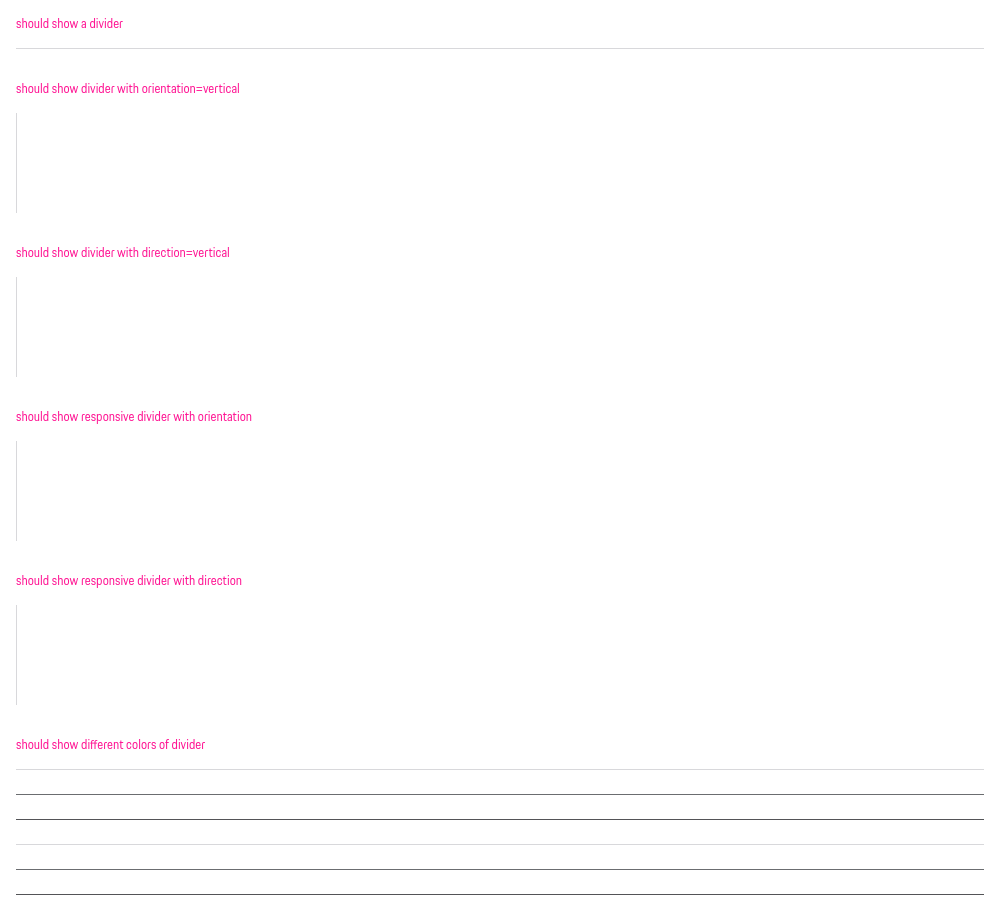 should show a divider
should show divider with orientation=vertical
should show divider with direction=vertical
should show responsive divider with orientation
should show responsive divider with direction
should show different colors of divider